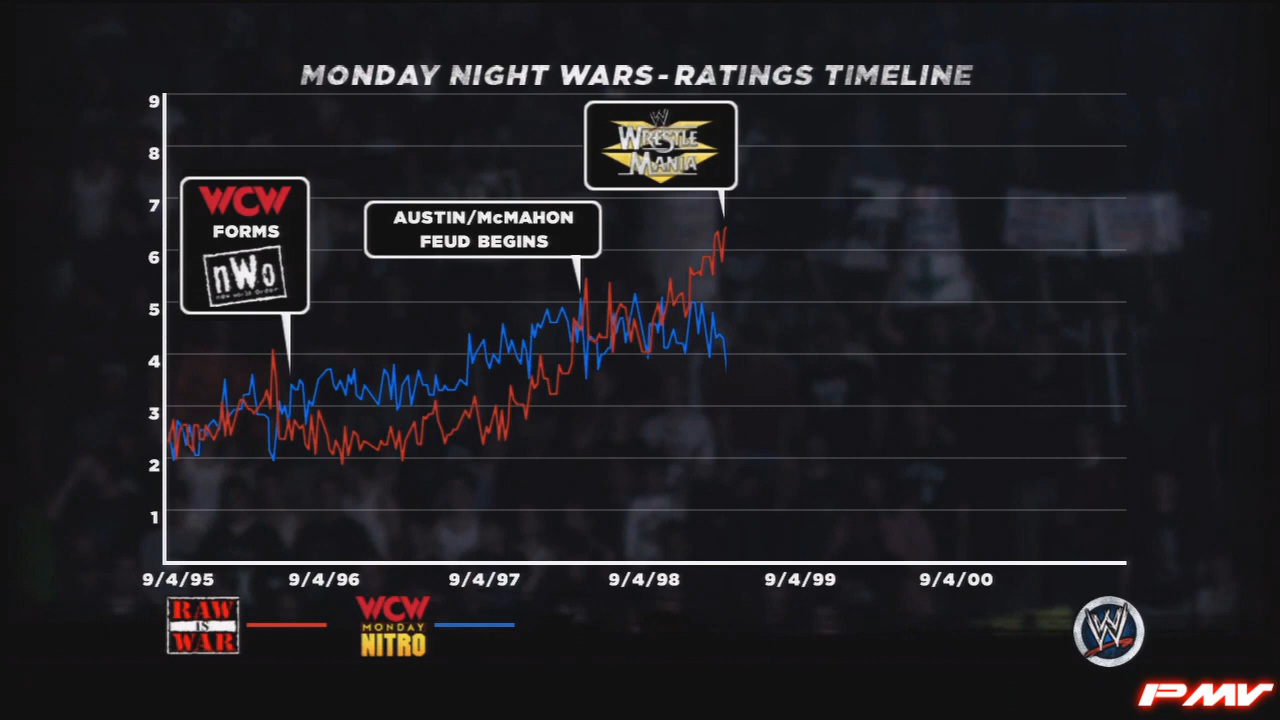 MONDAY NIGHT WARS - RATINGS TIMELINE
9
8
7
6
5
4
3
2
1
W
WRESTLE
MANIA
WCW
FORMS
nWo
new World Order
AUSTIN/McMAHON
FEUD BEGINS
9/4/95
9/4/96
9/4/97
9/4/98
9/4/99
9/4/00
RAW
IS
WAR
WCW
MONDAY
NITRO
W
PMV